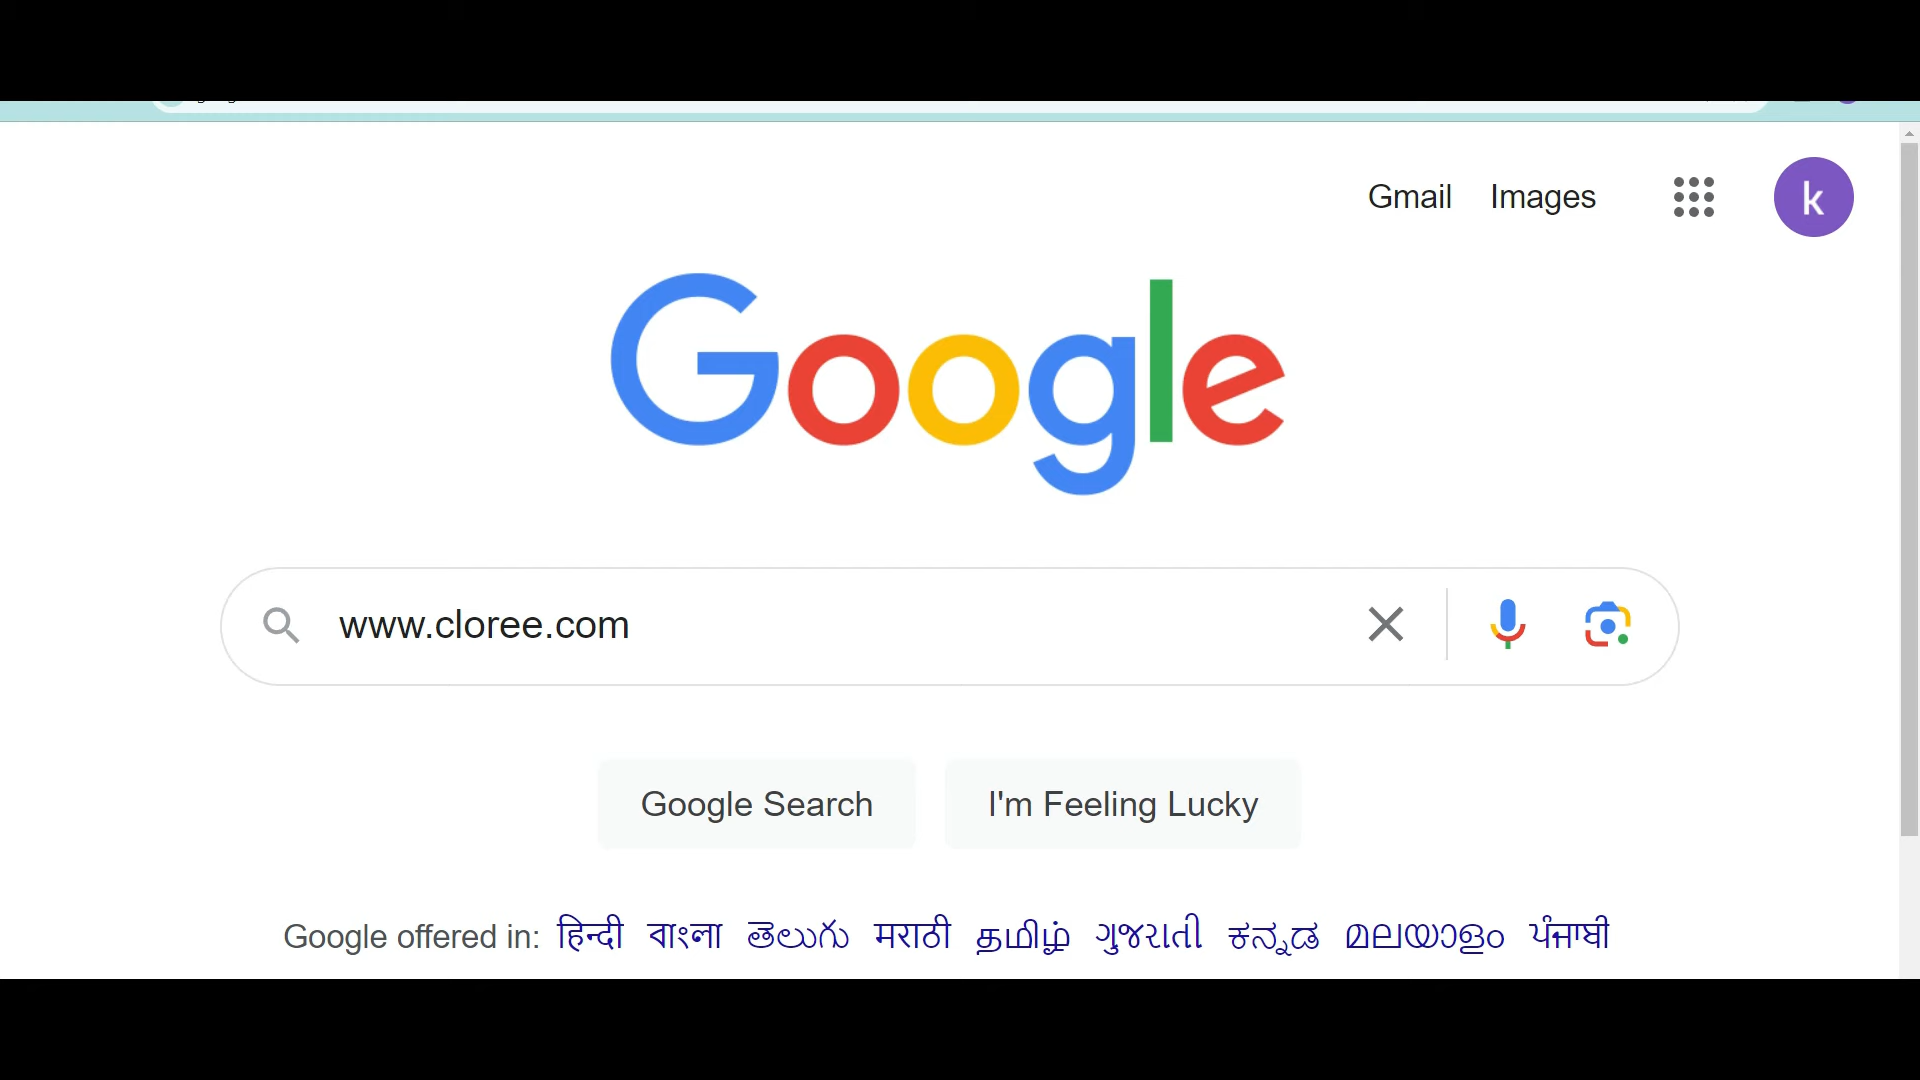 Gmail Images
k
Google
www.cloree.com
Google Search I'm Feeling Lucky
Google offered in: हिन्दी বাংলা తెలుగు मराठी தமிழ் ગુજરાતી ಕನ್ನಡ മലയാളം ਪੰਜਾਬੀ